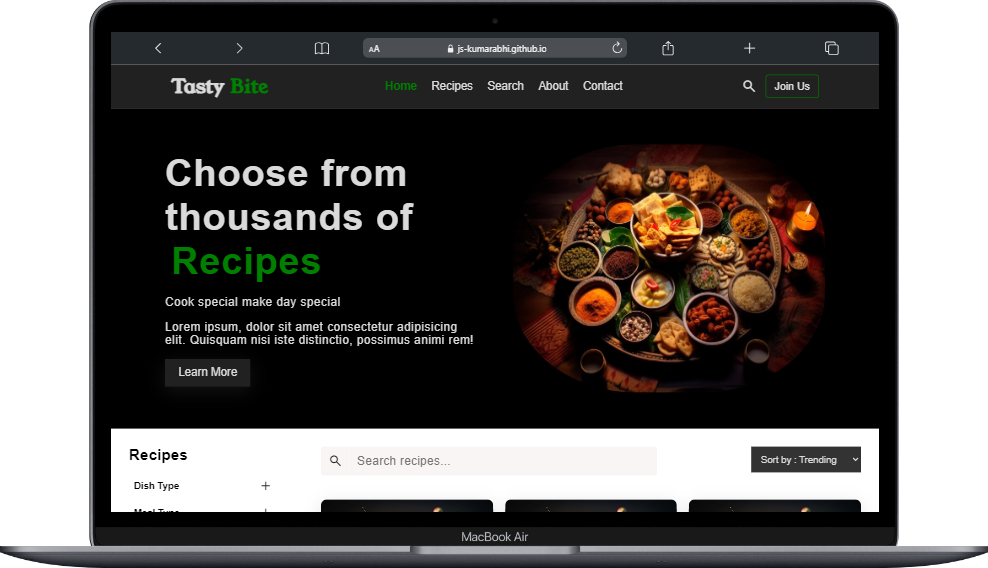 AA
js-kumarabhi.github.io
Tasty Bite
Home Recipes Search About Contact
Join Us
Choose from
thousands of
Recipes
Cook special make day special
Lorem ipsum, dolor sit amet consectetur adipisicing
elit. Quisquam nisi iste distinctio, possimus animi rem!
Learn More
Recipes
Search recipes...
Sort by : Trending
Dish Type
Meal Type
MacBook Air